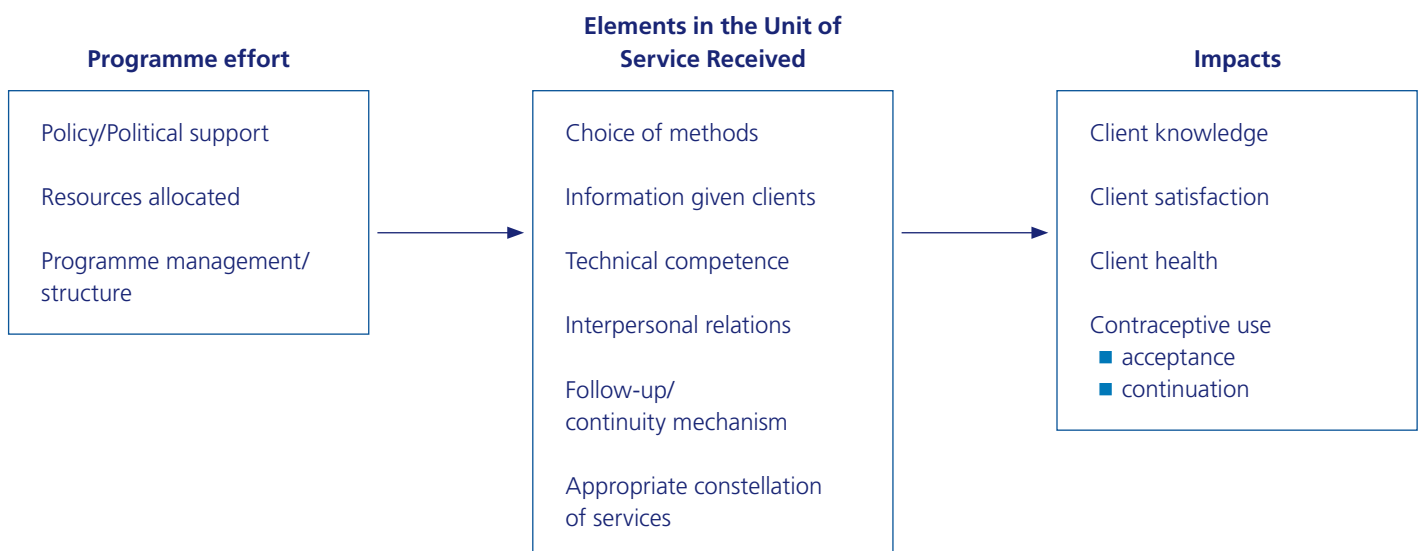 Programme effort
Policy/Political support
Resources allocated
Programme management/
structure
Elements in the Unit of
Service Received
Choice of methods
Information given clients
Technical competence
Interpersonal relations
Follow-up/
continuity mechanism
Appropriate constellation
of services
Impacts
Client knowledge
Client satisfaction
Client health
Contraceptive use
acceptance
continuation